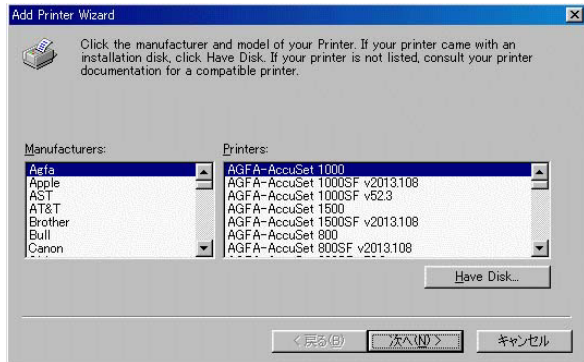 Add Printer Wizard
Click the manufacturer and model of your Printer. If your printer came with an
installation disk, click Have Disk. If your printer is not listed, consult your printer
documentation for a compatible printer.
Manufacturers:
Agfa
Apple
AST
AT&T
Brother
Bull
Canon
Printers:
AGFA-AccuSet 1000
AGFA-AccuSet 1000SF v2013.108
AGFA-AccuSet 1000SF v52.3
AGFA-AccuSet 1500
AGFA-AccuSet 1500SF v2013.108
AGFA-AccuSet 800
AGFA-AccuSet 800SF v2013.108
Have Disk...
< 戻る(B)
次へ(N) >
キャンセル